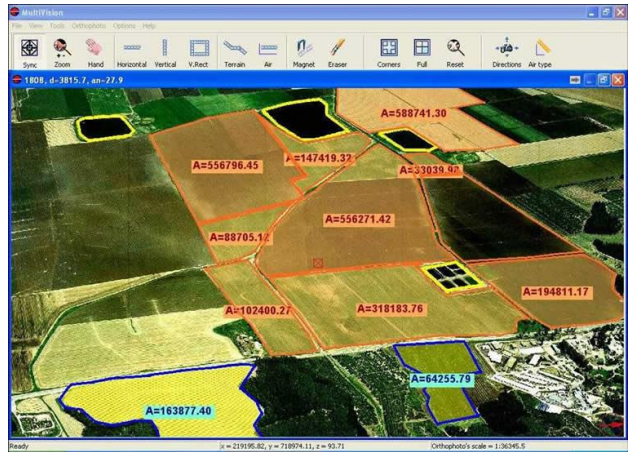 MultiVision
File View Tools Orthophoto Options Help
Sync Zoom Hand Horizontal Vertical V.Rect Terrain Air Magnet Eraser Corners Full Reset Directions Air type
1808, d-3815.7, an-27.9
A=588741.30
A=556796.45
A=147419.32
A=33039.98
A=556271.42
A=88705.12
A=194811.17
A=102400.27
A=318183.76
A=64255.79
A=163877.40
Ready x = 219195.82, y = 718974.11, z = 93.71 Orthophoto's scale = 1:36345.5